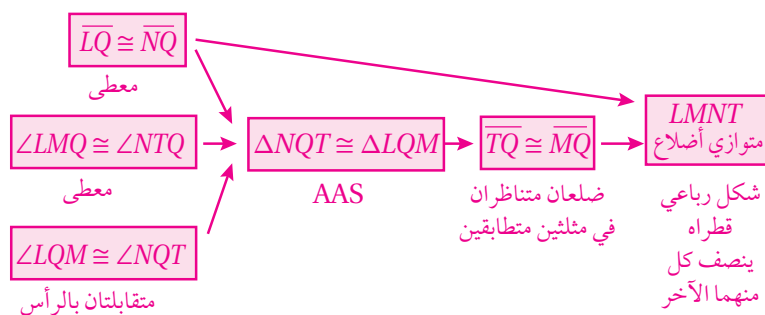 LQ ≅ NQ
معطى
∠LMQ ≅ ∠NTQ
معطى
∠LQM ≅ ∠NQT
متقابلتان بالرأس
ΔNQT ≅ ΔLQM
AAS
TQ ≅ MQ
ضلعان متناظران
في مثلثين متطابقين
LMNT
متوازي أضلاع
شكل رباعي
قطراه
ينصف كل
منهما الآخر